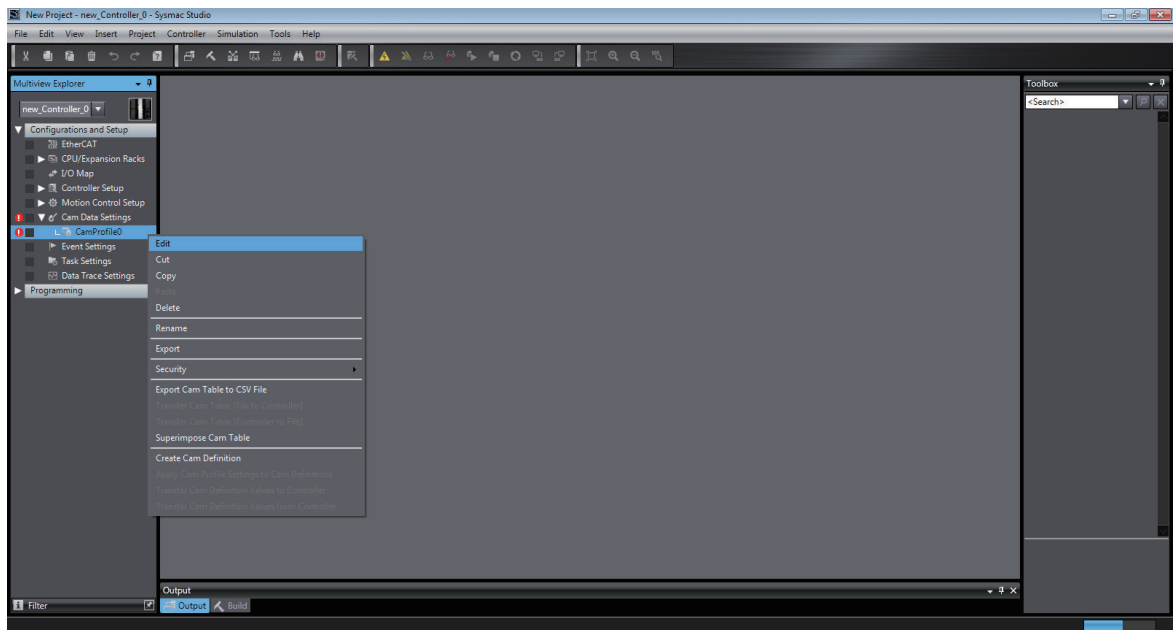 New Project - new_Controller_0 - Sysmac Studio
File Edit View Insert Project Controller Simulation Tools Help
Multiview Explorer
new_Controller_0
Configurations and Setup
EtherCAT
CPU/Expansion Racks
I/O Map
Controller Setup
Motion Control Setup
Cam Data Settings
CamProfile0
Event Settings
Task Settings
Data Trace Settings
Programming
Filter
Edit
Cut
Copy
Paste
Delete
Rename
Export
Security
Export Cam Table to CSV File
Transfer Cam Table (File to Controller)
Transfer Cam Table (Controller to File)
Superimpose Cam Table
Create Cam Definition
Apply Cam Profile Settings to Cam Definitions
Transfer Cam Definition Values to Controller
Transfer Cam Definition Values from Controller
Output
Output Build
Toolbox
<Search>